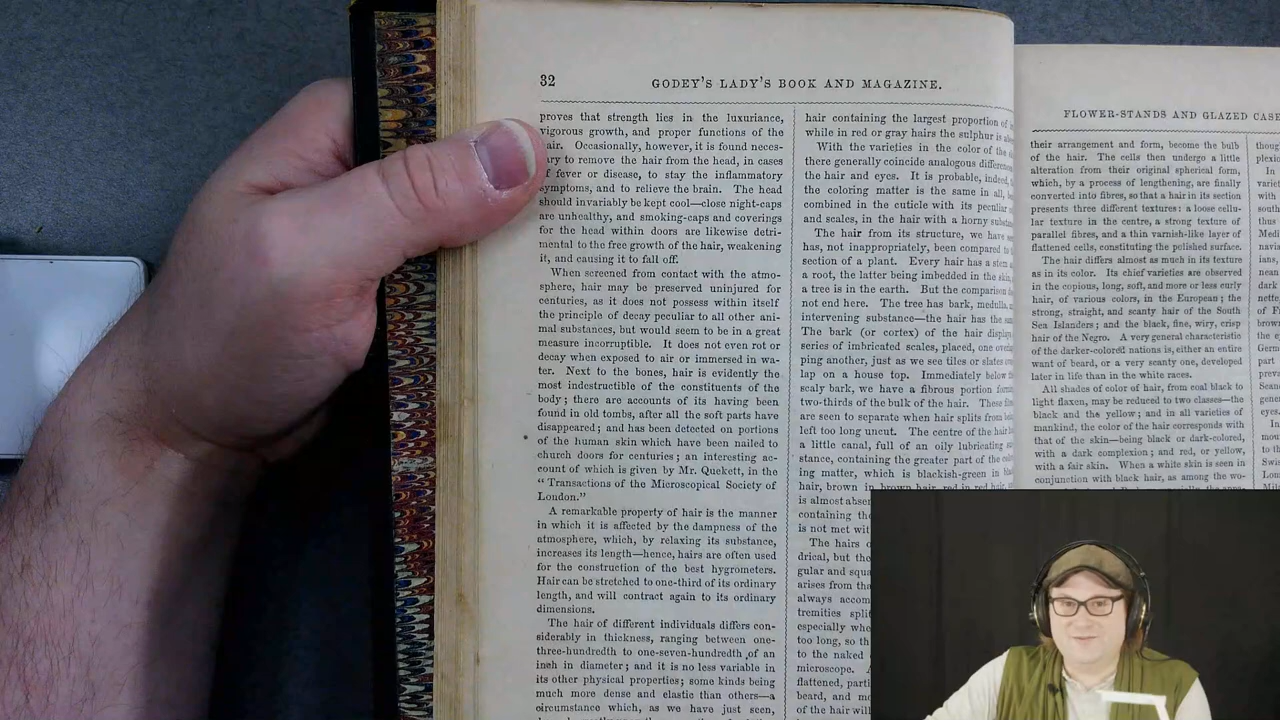 32
GODEY'S LADY'S BOOK AND MAGAZINE.
proves that strength lies in the luxuriance,
vigorous growth, and proper functions of the
hair. Occasionally, however, it is found neces-
sary to remove the hair from the head, in cases
of fever or disease, to stay the inflammatory
symptoms, and to relieve the brain. The head
should invariably be kept cool—close night-caps
are unhealthy, and smoking-caps and coverings
for the head within doors are likewise detri-
mental to the free growth of the hair, weakening
it, and causing it to fall off.
When screened from contact with the atmo-
sphere, hair may be preserved uninjured for
centuries, as it does not possess within itself
the principle of decay peculiar to all other ani-
mal substances, but would seem to be in a great
measure incorruptible. It does not even rot or
decay when exposed to air or immersed in wa-
ter. Next to the bones, hair is evidently the
most indestructible of the constituents of the
body; there are accounts of its having been
found in old tombs, after all the soft parts have
disappeared; and has been detected on portions
of the human skin which have been nailed to
church doors for centuries; an interesting ac-
count of which is given by Mr. Quekett, in the
"Transactions of the Microscopical Society of
London."
A remarkable property of hair is the manner
in which it is affected by the dampness of the
atmosphere, which, by relaxing its substance,
increases its length—hence, hairs are often used
for the construction of the best hygrometers.
Hair can be stretched to one-third of its ordinary
length, and will contract again to its ordinary
dimensions.
The hair of different individuals differs con-
siderably in thickness, ranging between one-
three-hundredth to one-seven-hundredth of an
inch in diameter; and it is no less variable in
its other physical properties; some kinds being
much more dense and elastic than others—a
circumstance which, as we have just seen,
hair containing the largest proportion of
while in red or gray hairs the sulphur is
With the varieties in the color of the
there generally coincide analogous
the hair and eyes. It is probable, indeed,
the coloring matter is the same in all,
combined in the cuticle with its peculiar
and scales, in the hair with a horny
The hair from its structure, we have
has, not inappropriately, been compared
section of a plant. Every hair has a stem
a root, the latter being imbedded in the skin,
a tree is in the earth. But the comparison
not end here. The tree has bark, medulla,
intervening substance—the hair has the
The bark (or cortex) of the hair
series of imbricated scales, placed, one
ping another, just as we see tiles or slates
lap on a house top. Immediately below
scaly bark, we have a fibrous portion
two-thirds of the bulk of the hair. These
are seen to separate when hair splits from
left too long uncut. The centre of the
a little canal, full of an oily lubricating
stance, containing the greater part of the
ing matter, which is blackish-green in
hair, brown in brown hair, red in red hair,
is almost
containing the
is not met
The hairs
drical, but the
gular and
arises from
always
tremities
especially
too long, so
to the naked
microscope.
flattened,
beard, and
of the hair will
FLOWER-STANDS AND GLAZED
their arrangement and form, become the bulb
of the hair. The cells then undergo a little
alteration from their original spherical form,
which, by a process of lengthening, are finally
converted into fibres, so that a hair in its section
presents three different textures: a loose cellu-
lar texture in the centre, a strong texture of
parallel fibres, and a thin varnish-like layer of
flattened cells, constituting the polished surface.
The hair differs almost as much in its texture
as in its color. Its chief varieties are observed
in the copious, long, soft, and more or less curly
hair, of various colors, in the European; the
strong, straight, and scanty hair of the South
Sea Islanders; and the black, fine, wiry, crisp
hair of the Negro. A very general characteristic
of the darker-colored nations is, either an entire
want of beard, or a very scanty one, developed
later in life than in the white races.
All shades of color of hair, from coal black to
light flaxen, may be reduced to two classes—the
black and the yellow; and in all varieties of
mankind, the color of the hair corresponds with
that of the skin—being black or dark-colored,
with a dark complexion; and red, or yellow,
with a fair skin. When a white skin is seen in
conjunction with black hair, as among the wo-
In
with
south
thus
dark
part
In
to the